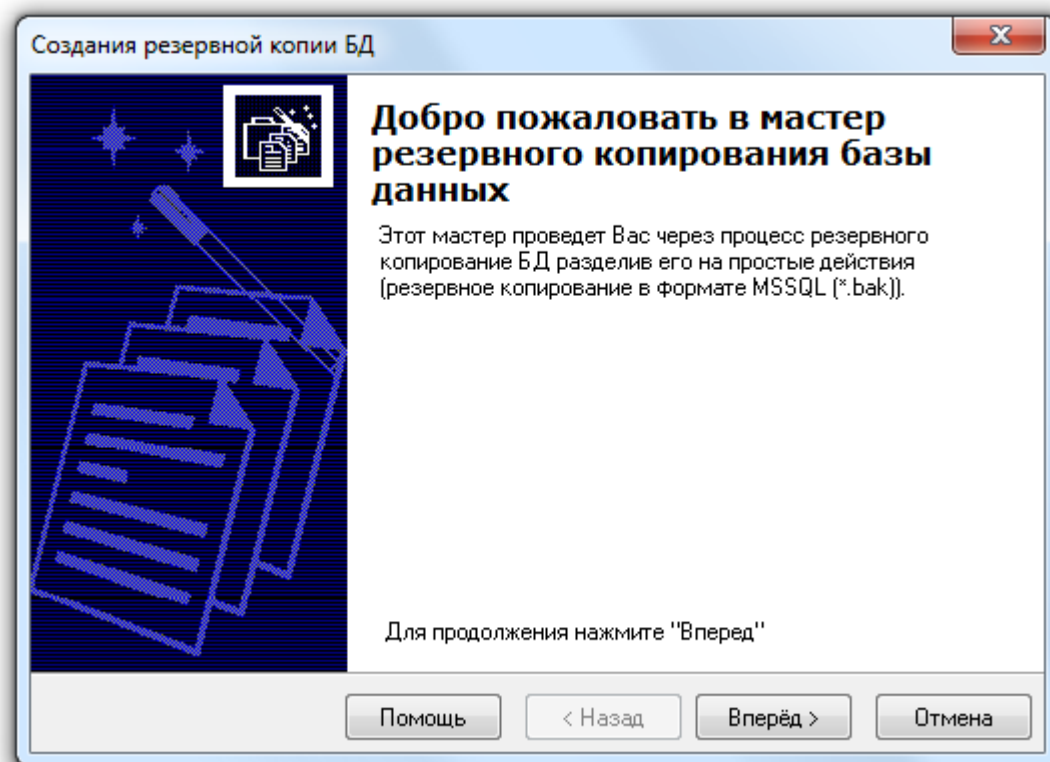 Создания резервной копии БД
Добро пожаловать в мастер
резервного копирования базы
данных
Этот мастер проведет Вас через процесс резервного
копирование БД разделив его на простые действия
(резервное копирование в формате MSSQL (*.bak)).
Для продолжения нажмите "Вперед"
Помощь
< Назад
Вперёд >
Отмена